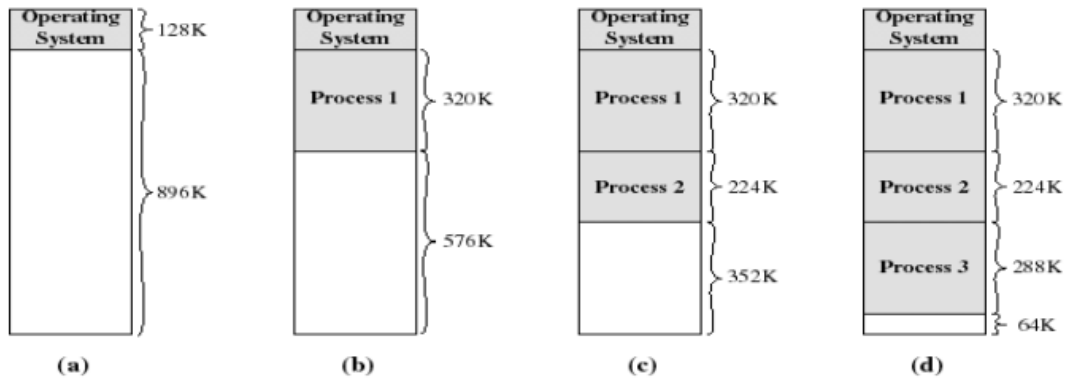 Operating
System
128K
896K
(a)
Operating
System
Process 1
320K
576K
(b)
Operating
System
Process 1
320K
Process 2
224K
352K
(c)
Operating
System
Process 1
320K
Process 2
224K
Process 3
288K
64K
(d)